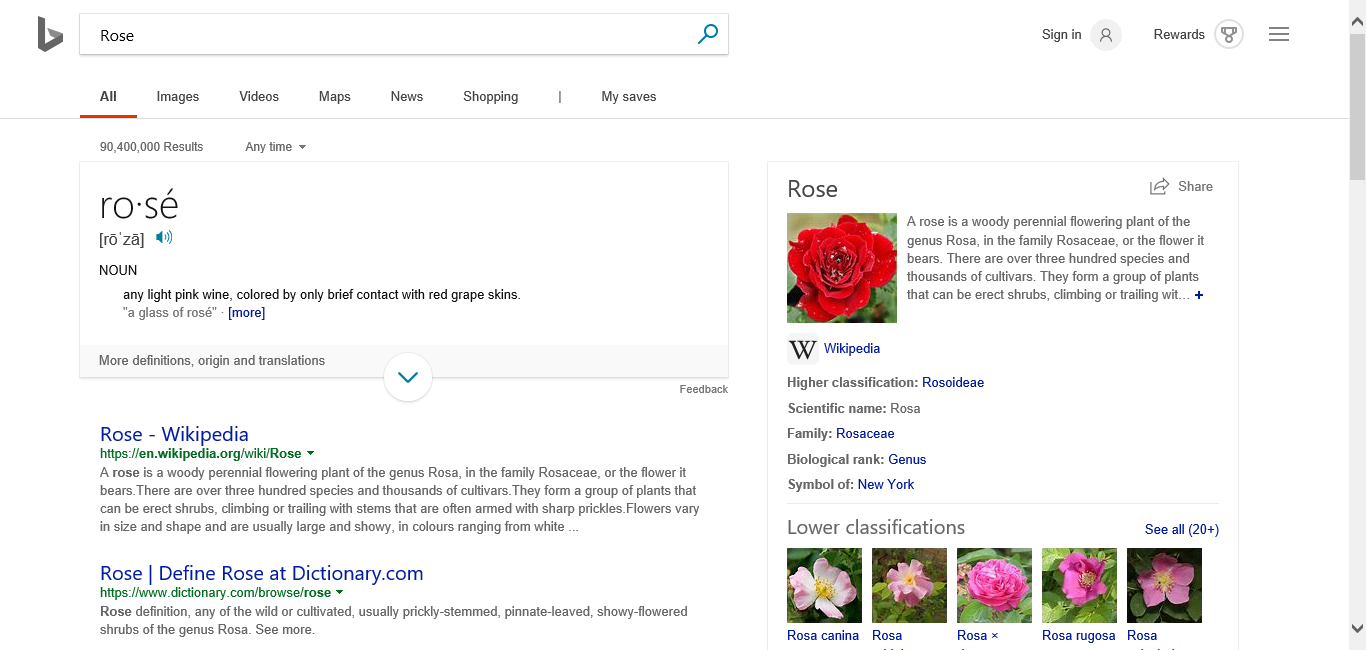 Rose
Sign in
Rewards
All
Images
Videos
Maps
News
Shopping
|
My saves
90,400,000 Results
Any time
ro·sé
[rōˈzā]
NOUN
any light pink wine, colored by only brief contact with red grape skins.
"a glass of rosé" · [more]
More definitions, origin and translations
Feedback
Rose - Wikipedia
https://en.wikipedia.org/wiki/Rose
A rose is a woody perennial flowering plant of the genus Rosa, in the family Rosaceae, or the flower it
bears.There are over three hundred species and thousands of cultivars.They form a group of plants that
can be erect shrubs, climbing or trailing with stems that are often armed with sharp prickles.Flowers vary
in size and shape and are usually large and showy, in colours ranging from white ...
Rose | Define Rose at Dictionary.com
https://www.dictionary.com/browse/rose
Rose definition, any of the wild or cultivated, usually prickly-stemmed, pinnate-leaved, showy-flowered
shrubs of the genus Rosa. See more.
Rose
Share
A rose is a woody perennial flowering plant of the
genus Rosa, in the family Rosaceae, or the flower it
bears. There are over three hundred species and
thousands of cultivars. They form a group of plants
that can be erect shrubs, climbing or trailing wit… +
W Wikipedia
Higher classification: Rosoideae
Scientific name: Rosa
Family: Rosaceae
Biological rank: Genus
Symbol of: New York
Lower classifications
See all (20+)
Rosa canina
Rosa
Rosa ×
Rosa rugosa
Rosa